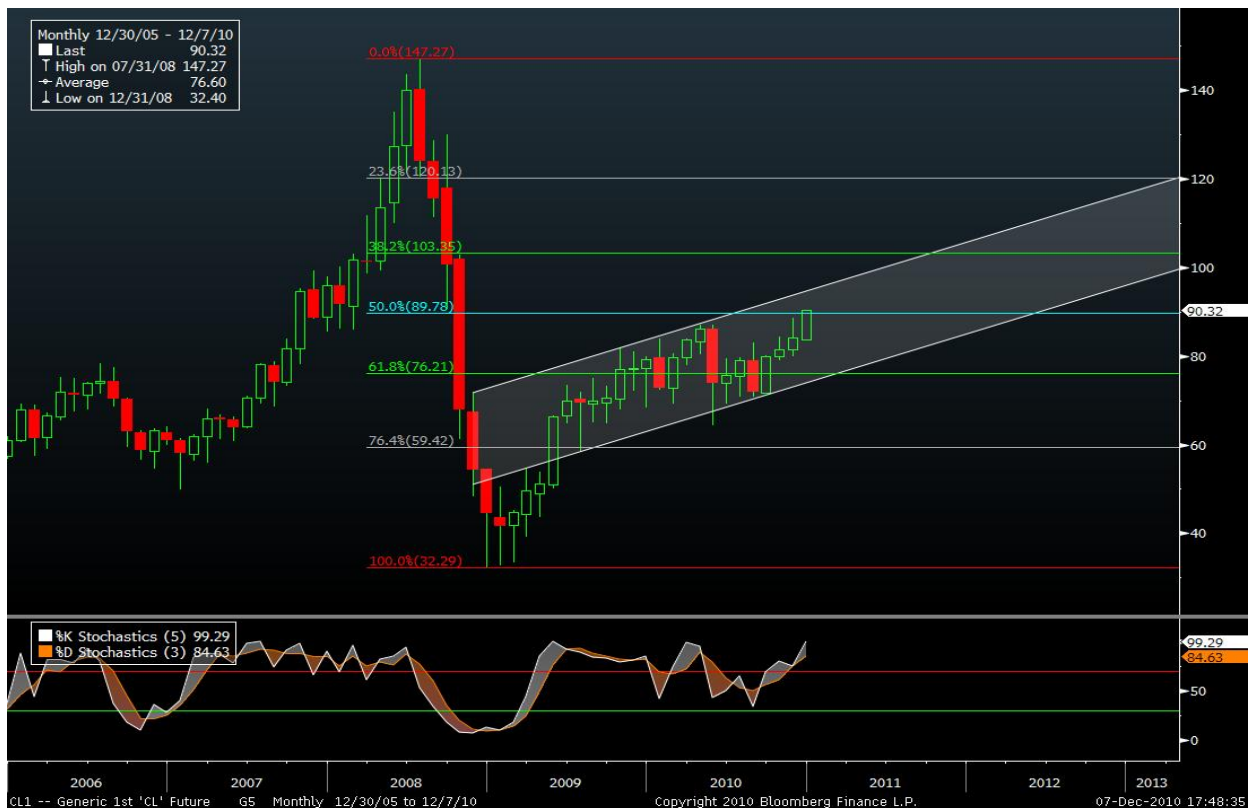 Monthly 12/30/05 - 12/7/10
Last 90.32
High on 07/31/08 147.27
Average 76.60
Low on 12/31/08 32.40
0.0%(147.27)
140
23.6%(120.13)
120
38.2%(103.35)
100
50.0%(89.78)
90.32
80
61.8%(76.21)
76.4%(59.42)
60
40
100.0%(32.29)
%K Stochastics (5) 99.29
%D Stochastics (3) 84.63
99.29
84.63
50
0
2006 2007 2008 2009 2010 2011 2012 2013
CL1 -- Generic 1st 'CL' Future G5 Monthly 12/30/05 to 12/7/10 Copyright 2010 Bloomberg Finance L.P. 07-Dec-2010 17:48:35